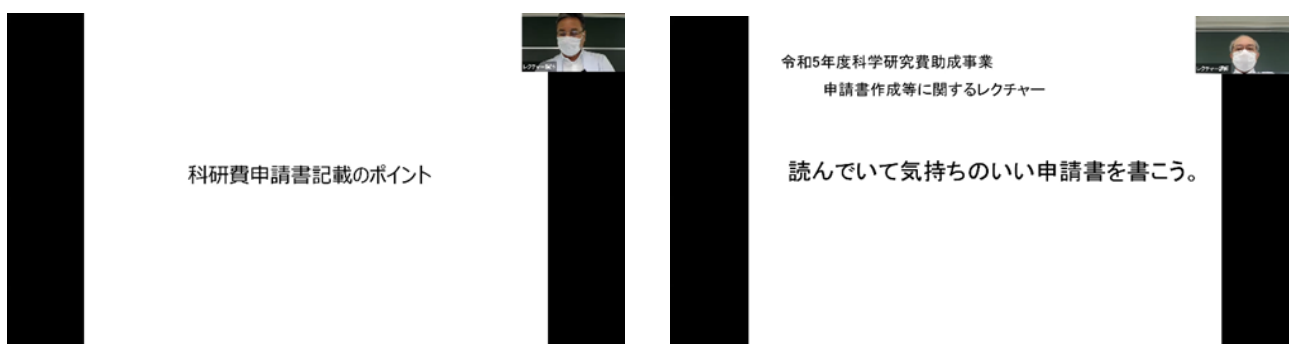 科研費申請書記載のポイント
令和5年度科学研究費助成事業
申請書作成等に関するレクチャー
読んでいて気持ちのいい申請書を書こう。